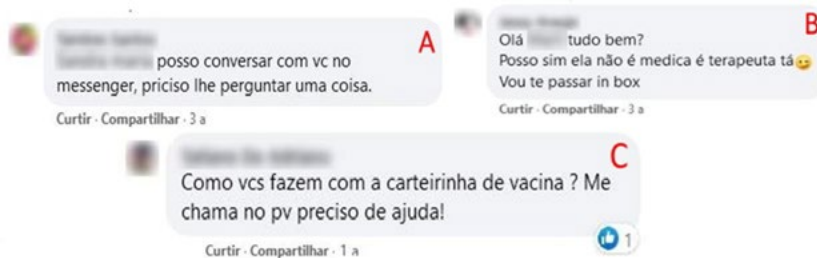 A
posso conversar com vc no
messenger, priciso lhe perguntar uma coisa.
Curtir · Compartilhar · 3 a
B
Olá tudo bem?
Posso sim ela não é medica é terapeuta tá😉
Vou te passar in box
Curtir · Compartilhar · 3 a
C
Como vcs fazem com a carteirinha de vacina ? Me
chama no pv preciso de ajuda!
1
Curtir · Compartilhar · 1 a